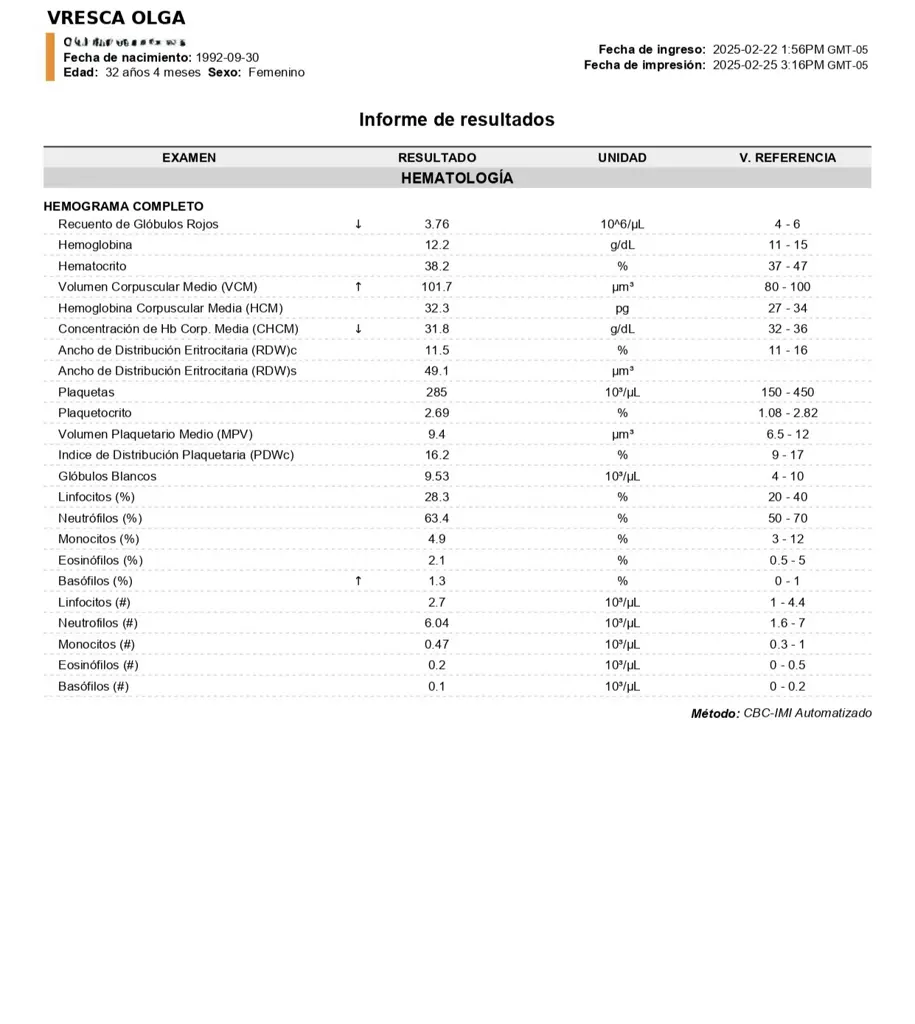 VRESCA OLGA
Fecha de nacimiento: 1992-09-30
Edad: 32 años 4 meses Sexo: Femenino
Fecha de ingreso: 2025-02-22 1:56PM GMT-05
Fecha de impresión: 2025-02-25 3:16PM GMT-05
Informe de resultados
EXAMEN RESULTADO UNIDAD V. REFERENCIA
HEMATOLOGÍA
HEMOGRAMA COMPLETO
Recuento de Glóbulos Rojos ↓ 3.76 10^6/µL 4 - 6
Hemoglobina 12.2 g/dL 11 - 15
Hematocrito 38.2 % 37 - 47
Volumen Corpuscular Medio (VCM) ↑ 101.7 µm³ 80 - 100
Hemoglobina Corpuscular Media (HCM) 32.3 pg 27 - 34
Concentración de Hb Corp. Media (CHCM) ↓ 31.8 g/dL 32 - 36
Ancho de Distribución Eritrocitaria (RDW)c 11.5 % 11 - 16
Ancho de Distribución Eritrocitaria (RDW)s 49.1 µm³
Plaquetas 285 10³/µL 150 - 450
Plaquetocrito 2.69 % 1.08 - 2.82
Volumen Plaquetario Medio (MPV) 9.4 µm³ 6.5 - 12
Indice de Distribución Plaquetaria (PDWc) 16.2 % 9 - 17
Glóbulos Blancos 9.53 10³/µL 4 - 10
Linfocitos (%) 28.3 % 20 - 40
Neutrófilos (%) 63.4 % 50 - 70
Monocitos (%) 4.9 % 3 - 12
Eosinófilos (%) 2.1 % 0.5 - 5
Basófilos (%) ↑ 1.3 % 0 - 1
Linfocitos (#) 2.7 10³/µL 1 - 4.4
Neutrofilos (#) 6.04 10³/µL 1.6 - 7
Monocitos (#) 0.47 10³/µL 0.3 - 1
Eosinófilos (#) 0.2 10³/µL 0 - 0.5
Basófilos (#) 0.1 10³/µL 0 - 0.2
Método: CBC-IMI Automatizado